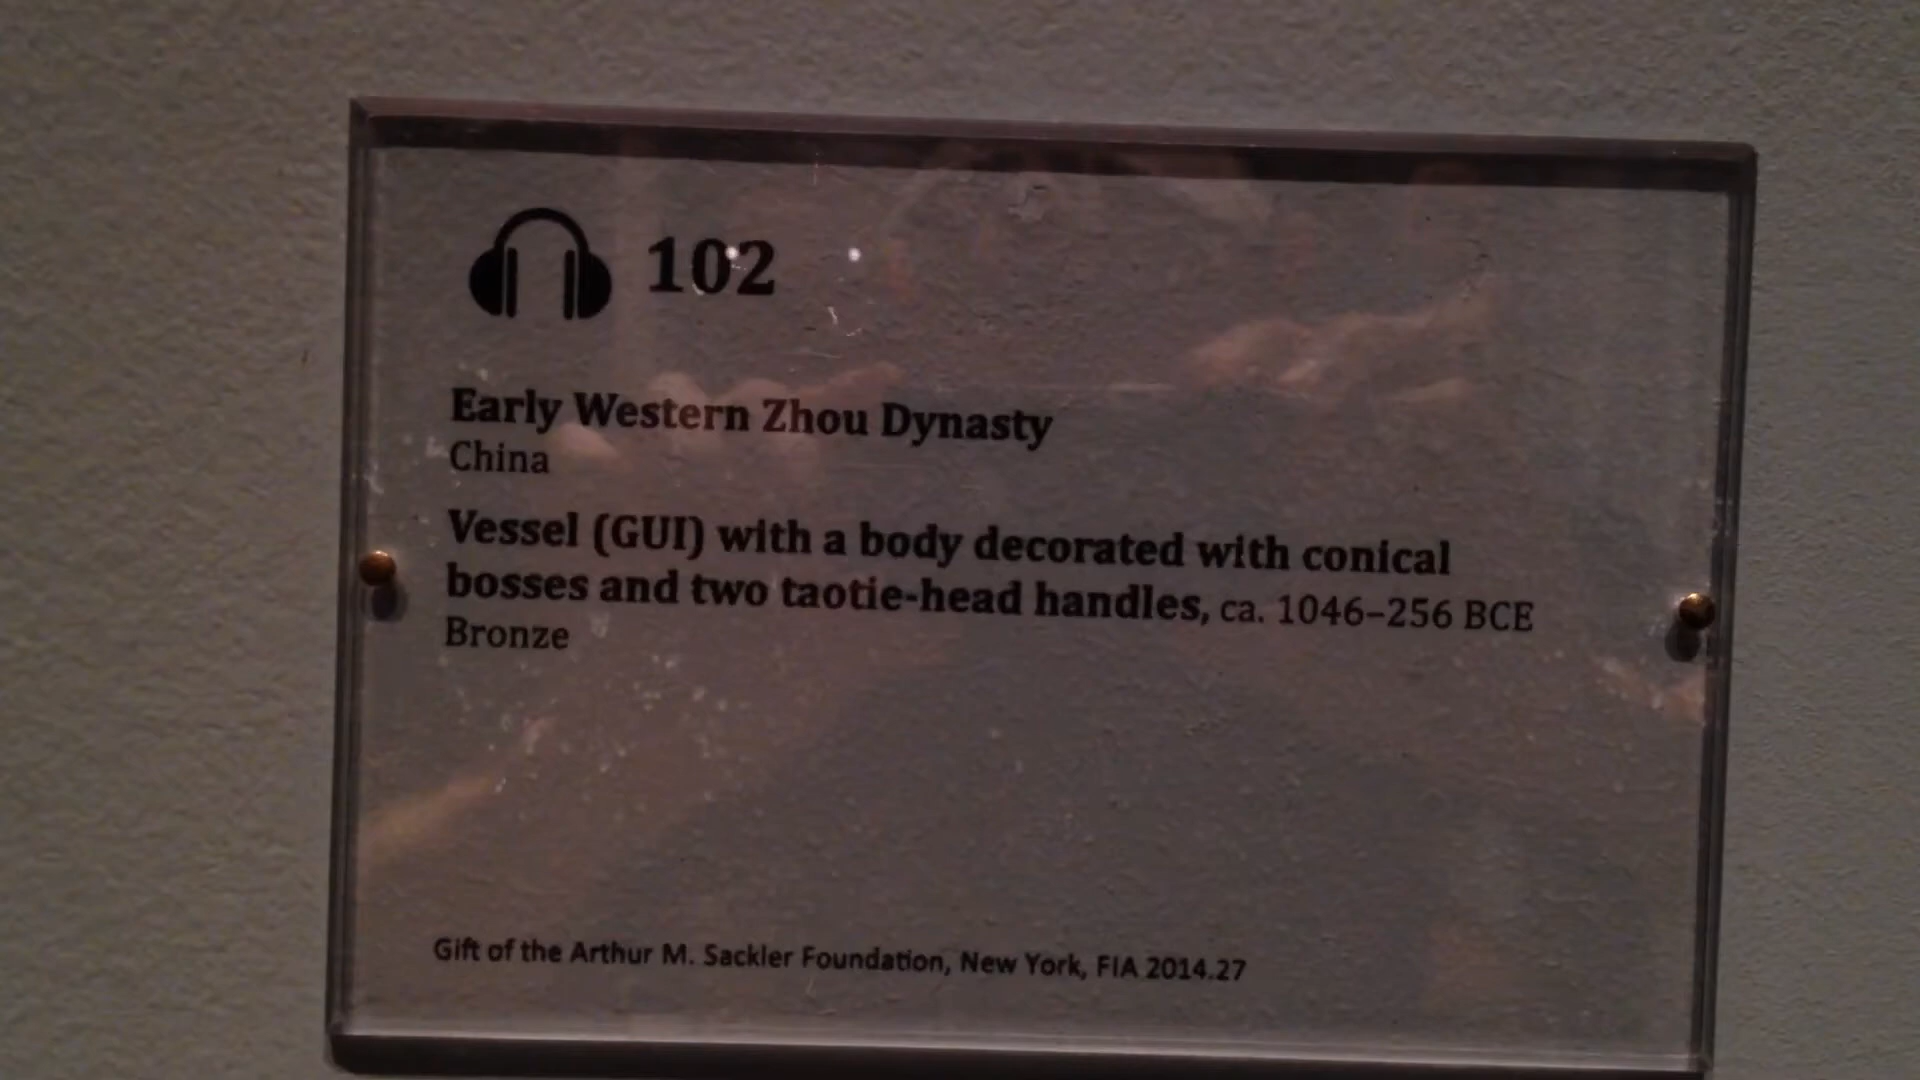 102
Early Western Zhou Dynasty
China
Vessel (GUI) with a body decorated with conical
bosses and two taotie-head handles, ca. 1046–256 BCE
Bronze
Gift of the Arthur M. Sackler Foundation, New York, FIA 2014.27